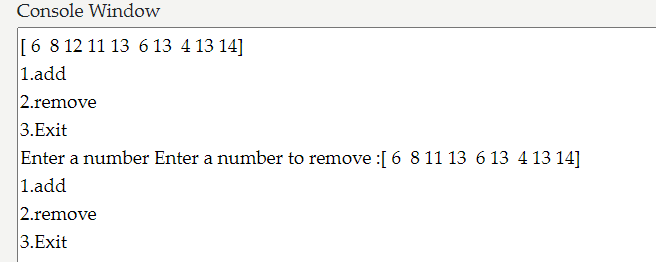 Console Window
[ 6  8 12 11 13  6 13  4 13 14]
1.add
2.remove
3.Exit
Enter a number Enter a number to remove :[ 6  8 11 13  6 13  4 13 14]
1.add
2.remove
3.Exit